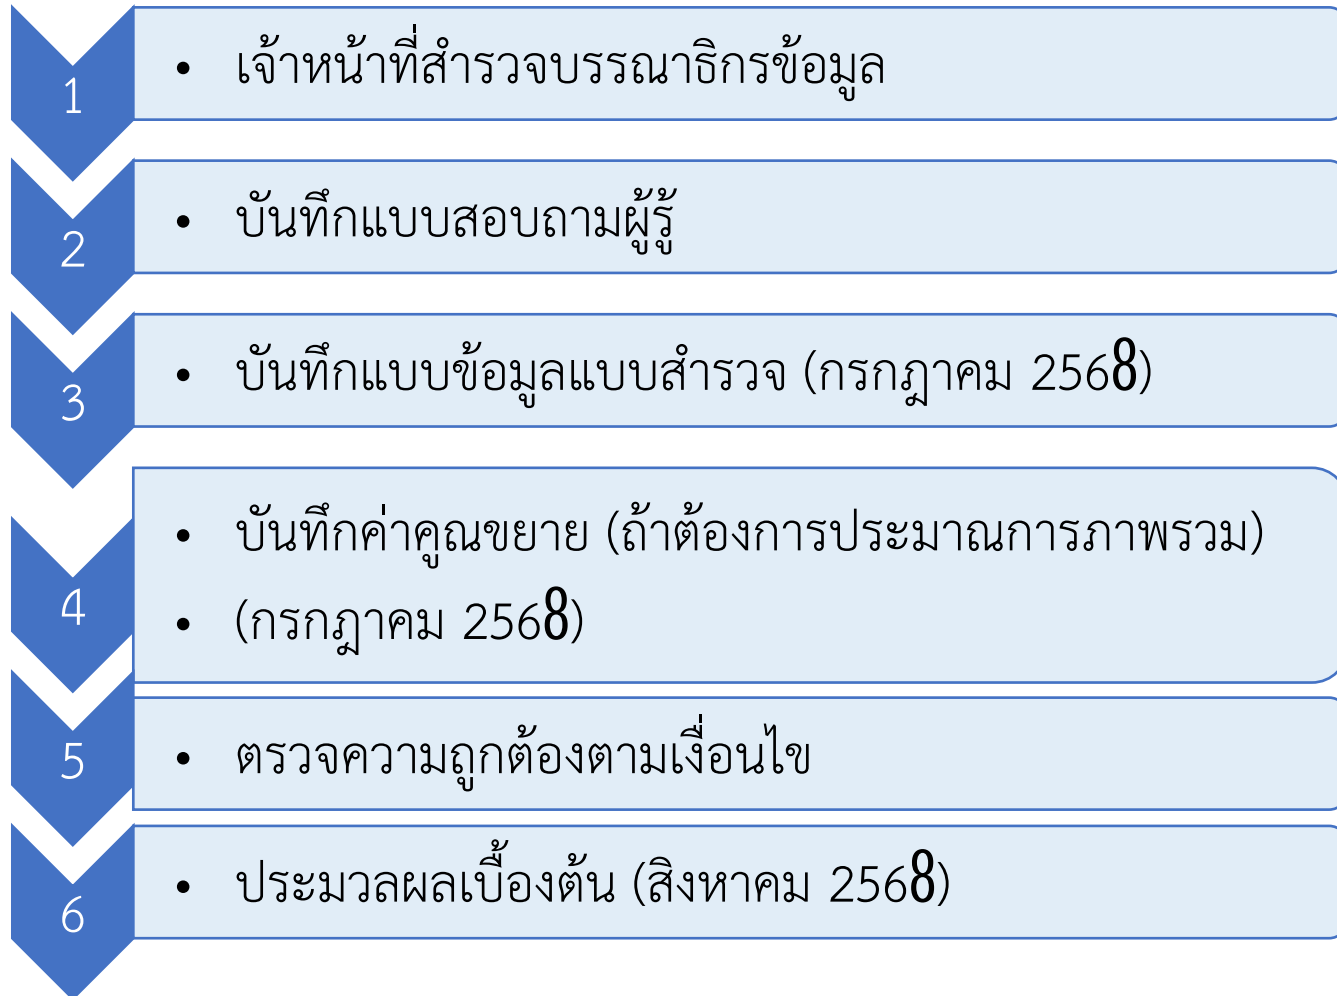 1
• เจ้าหน้าที่สำรวจบรรณาธิกรข้อมูล
2
• บันทึกแบบสอบถามผู้รู้
3
• บันทึกแบบข้อมูลแบบสำรวจ (กรกฎาคม 2568)
4
• บันทึกค่าคูณขยาย (ถ้าต้องการประมาณการภาพรวม)
• (กรกฎาคม 2568)
5
• ตรวจความถูกต้องตามเงื่อนไข
6
• ประมวลผลเบื้องต้น (สิงหาคม 2568)